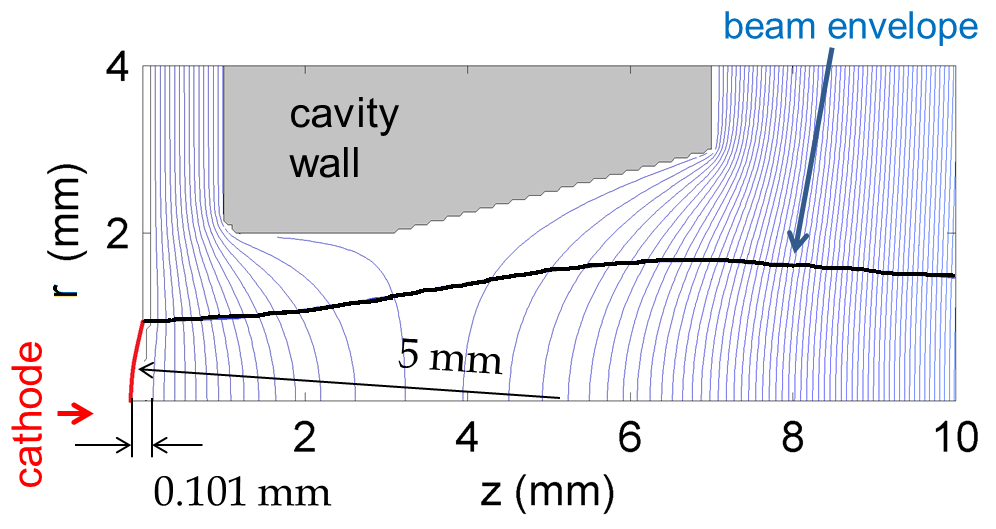 beam envelope
4
cavity
wall
2
r (mm)
5 mm
cathode
2
4
6
8
10
0.101 mm
z (mm)